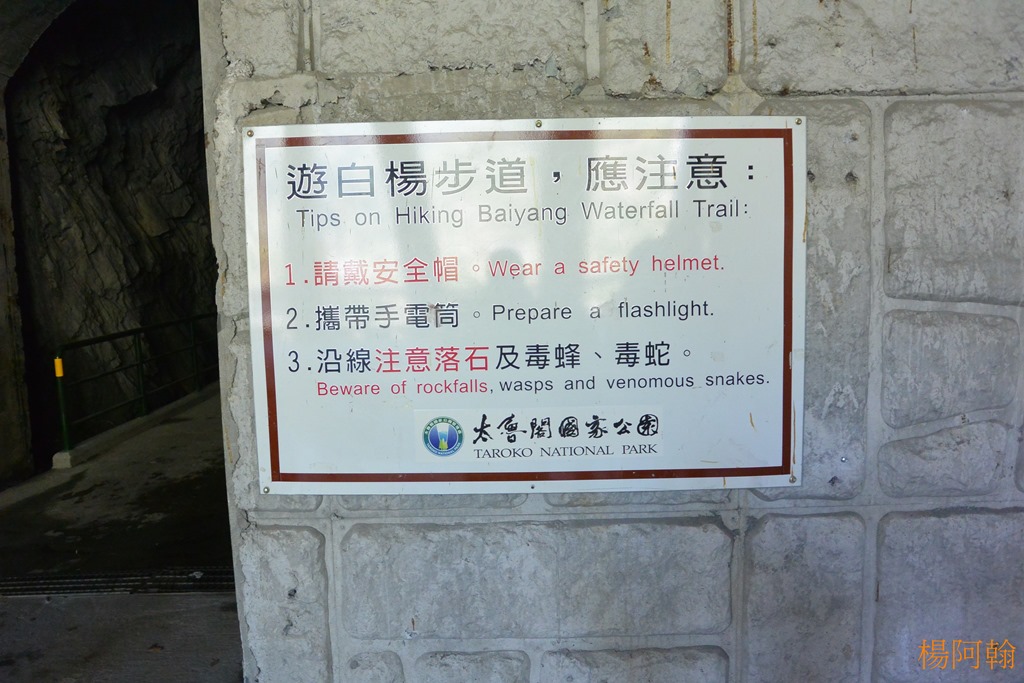 遊白楊步道，應注意：
Tips on Hiking Baiyang Waterfall Trail:
1.請戴安全帽。Wear a safety helmet.
2.攜帶手電筒。Prepare a flashlight.
3.沿線注意落石及毒蜂、毒蛇。
Beware of rockfalls, wasps and venomous snakes.
太魯閣國家公園
TAROKO NATIONAL PARK
楊阿翰